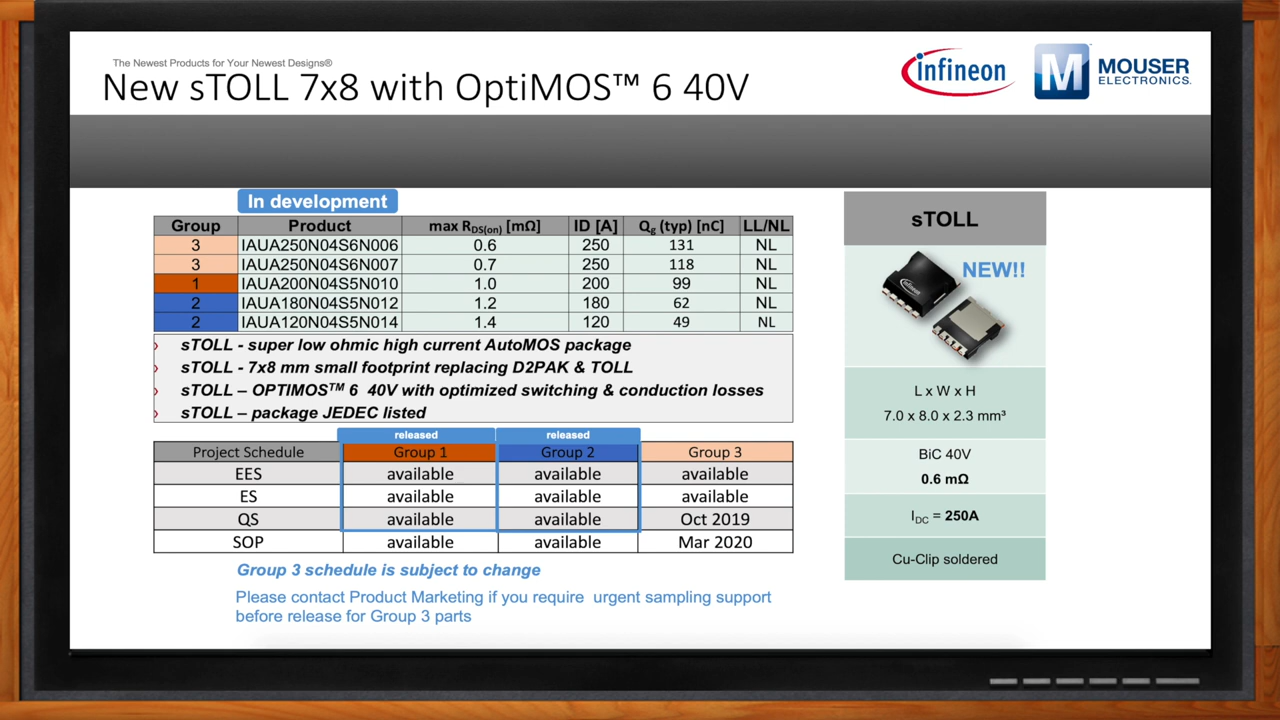 The Newest Products for Your Newest Designs®
New sTOLL 7x8 with OptiMOS™ 6 40V
infineon
M MOUSER
ELECTRONICS.
In development
Group Product max RDS(on) [mΩ] ID [A] Qg (typ) [nC] LL/NL
3 IAUA250N04S6N006 0.6 250 131 NL
3 IAUA250N04S6N007 0.7 250 118 NL
1 IAUA200N04S5N010 1.0 200 99 NL
2 IAUA180N04S5N012 1.2 180 62 NL
2 IAUA120N04S5N014 1.4 120 49 NL
› sTOLL - super low ohmic high current AutoMOS package
› sTOLL - 7x8 mm small footprint replacing D2PAK & TOLL
› sTOLL – OPTIMOS™ 6 40V with optimized switching & conduction losses
› sTOLL – package JEDEC listed
released released
Project Schedule Group 1 Group 2 Group 3
EES available available available
ES available available available
QS available available Oct 2019
SOP available available Mar 2020
Group 3 schedule is subject to change
Please contact Product Marketing if you require urgent sampling support
before release for Group 3 parts
sTOLL
NEW!!
infineon
L x W x H
7.0 x 8.0 x 2.3 mm³
BiC 40V
0.6 mΩ
IDC = 250A
Cu-Clip soldered